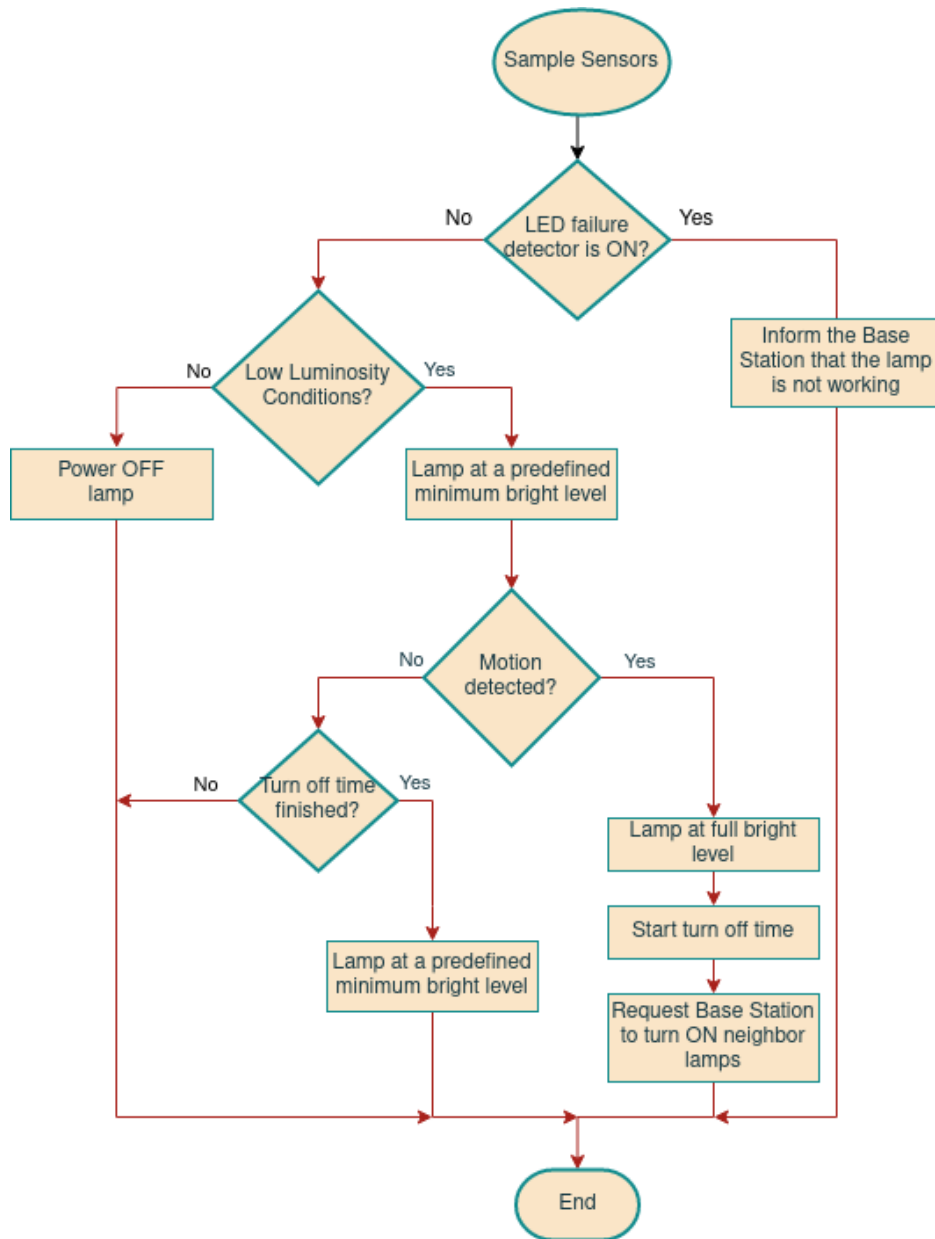 Sample Sensors
No
Yes
LED failure
detector is ON?
Inform the Base
Station that the lamp
is not working
No
Low Luminosity
Conditions?
Yes
Power OFF
lamp
Lamp at a predefined
minimum bright level
No
Motion
detected?
Yes
No
Turn off time
finished?
Yes
Lamp at full bright
level
Start turn off time
Lamp at a predefined
minimum bright level
Request Base Station
to turn ON neighbor
lamps
End